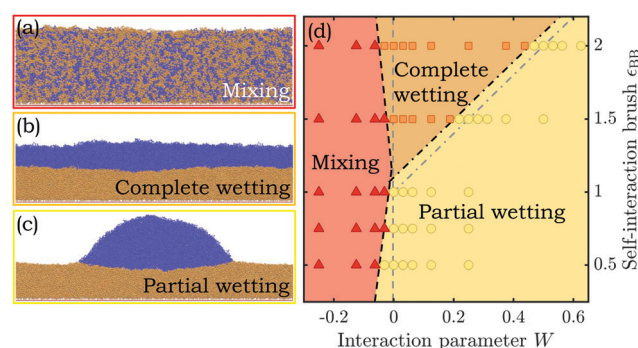 (a)
Mixing
(b)
Complete wetting
(c)
Partial wetting
(d)
Complete
wetting
Mixing
Partial wetting
2
1.5
1
0.5
Self-interaction brush ϵBB
-0.2
0
0.2
0.4
0.6
Interaction parameter W